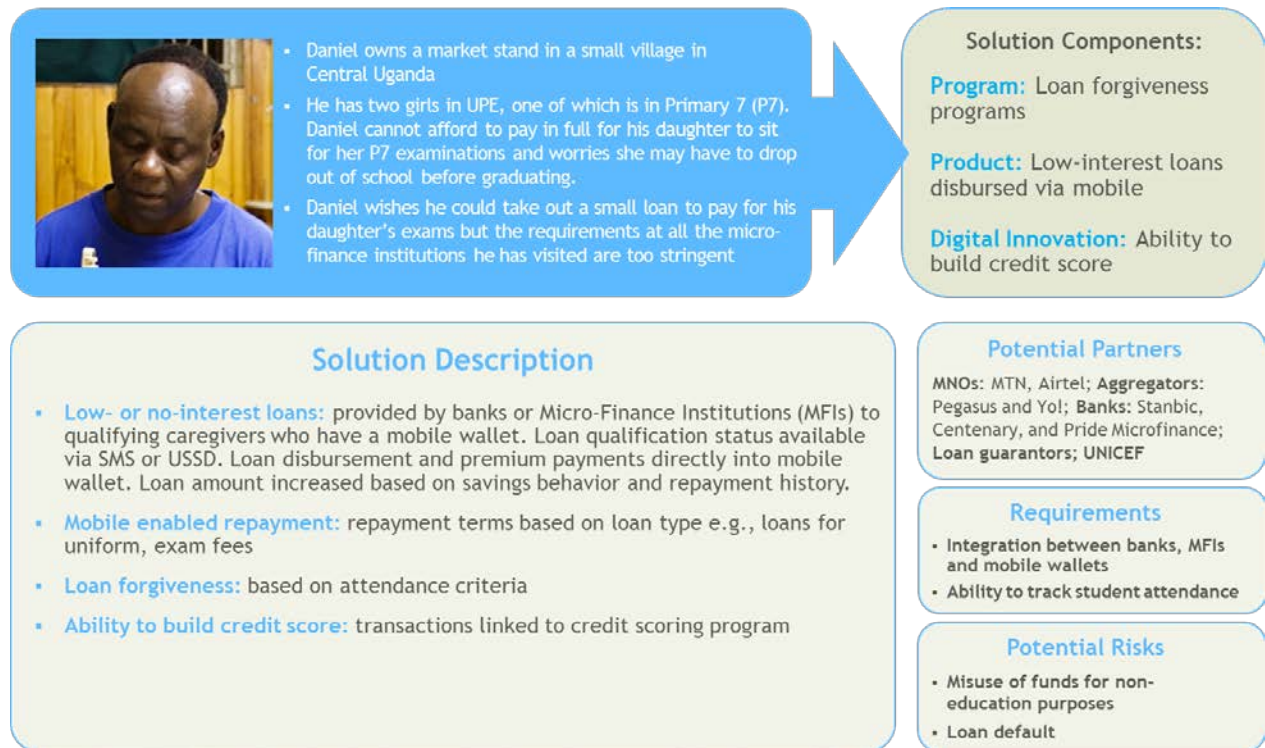 ▪ Daniel owns a market stand in a small village in
Central Uganda
▪ He has two girls in UPE, one of which is in Primary 7 (P7).
Daniel cannot afford to pay in full for his daughter to sit
for her P7 examinations and worries she may have to drop
out of school before graduating.
▪ Daniel wishes he could take out a small loan to pay for his
daughter's exams but the requirements at all the micro-
finance institutions he has visited are too stringent
Solution Components:
Program: Loan forgiveness
programs
Product: Low-interest loans
disbursed via mobile
Digital Innovation: Ability to
build credit score
Solution Description
▪ Low- or no-interest loans: provided by banks or Micro-Finance Institutions (MFIs) to
qualifying caregivers who have a mobile wallet. Loan qualification status available
via SMS or USSD. Loan disbursement and premium payments directly into mobile
wallet. Loan amount increased based on savings behavior and repayment history.
▪ Mobile enabled repayment: repayment terms based on loan type e.g., loans for
uniform, exam fees
▪ Loan forgiveness: based on attendance criteria
▪ Ability to build credit score: transactions linked to credit scoring program
Potential Partners
MNOs: MTN, Airtel; Aggregators:
Pegasus and Yo!; Banks: Stanbic,
Centenary, and Pride Microfinance;
Loan guarantors; UNICEF
Requirements
▪ Integration between banks, MFIs
and mobile wallets
▪ Ability to track student attendance
Potential Risks
▪ Misuse of funds for non-
education purposes
▪ Loan default